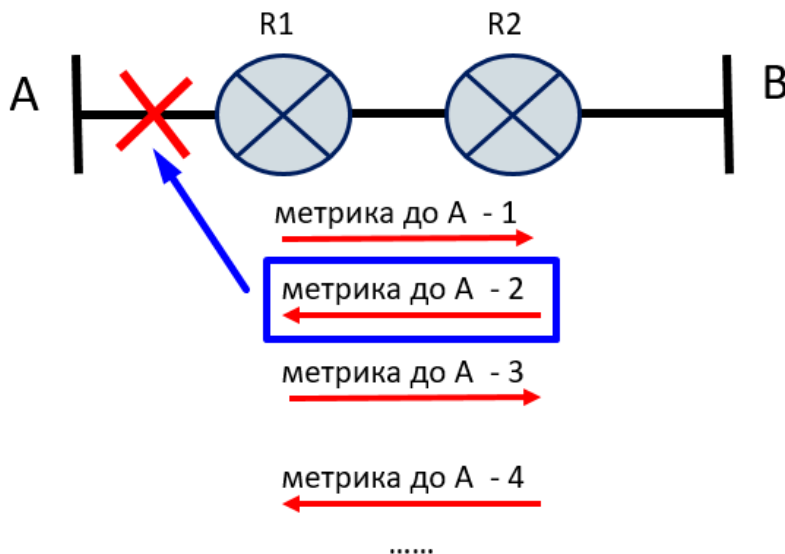 R1 R2
A B
метрика до А - 1
метрика до А - 2
метрика до А - 3
метрика до А - 4
......